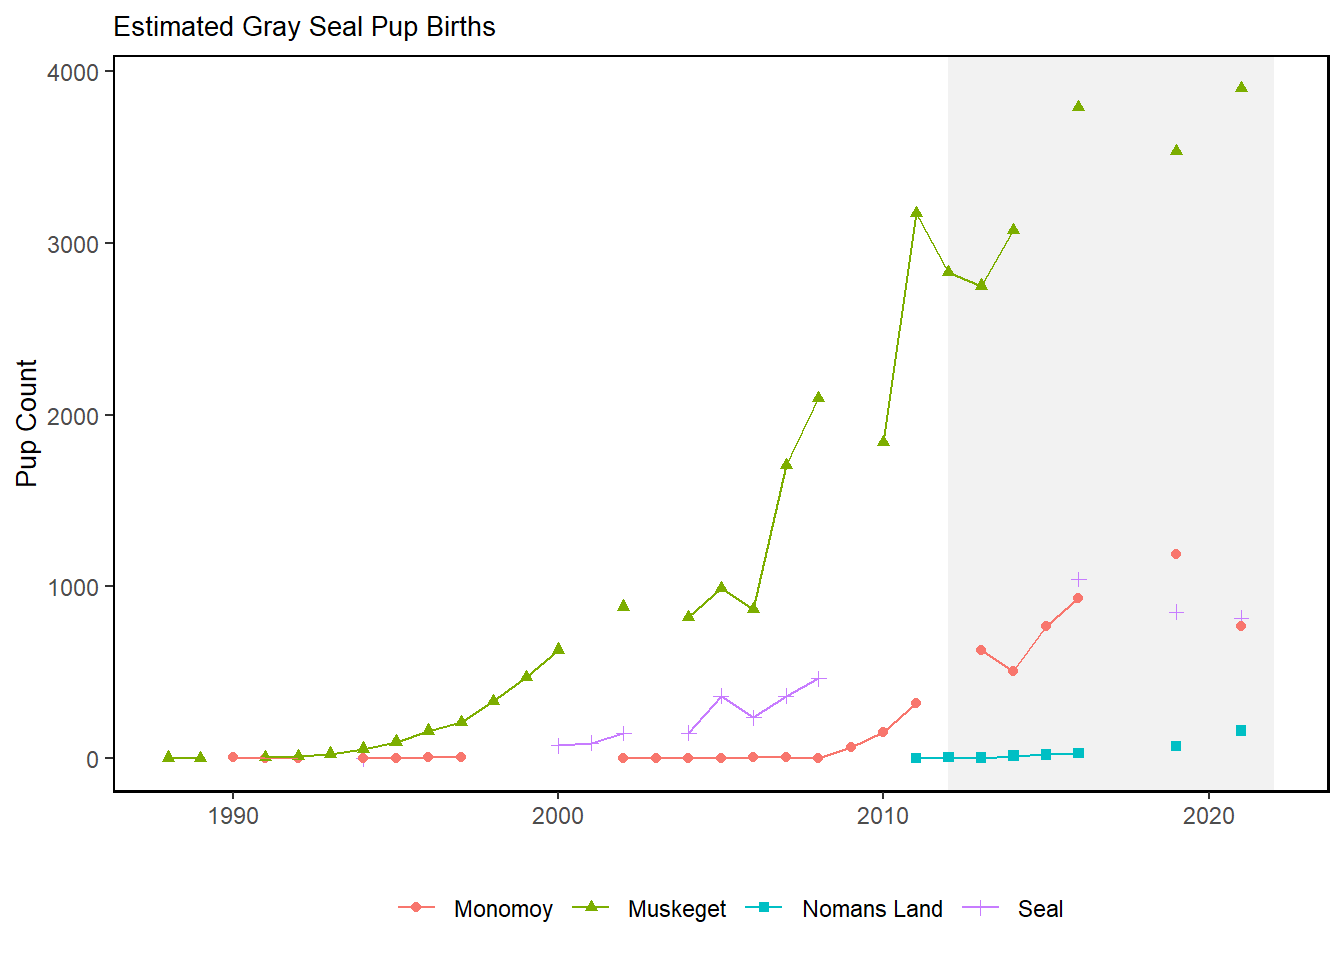 Estimated Gray Seal Pup Births
4000
3000
2000
1000
0
Pup Count
1990 2000 2010 2020
Monomoy Muskeget Nomans Land Seal